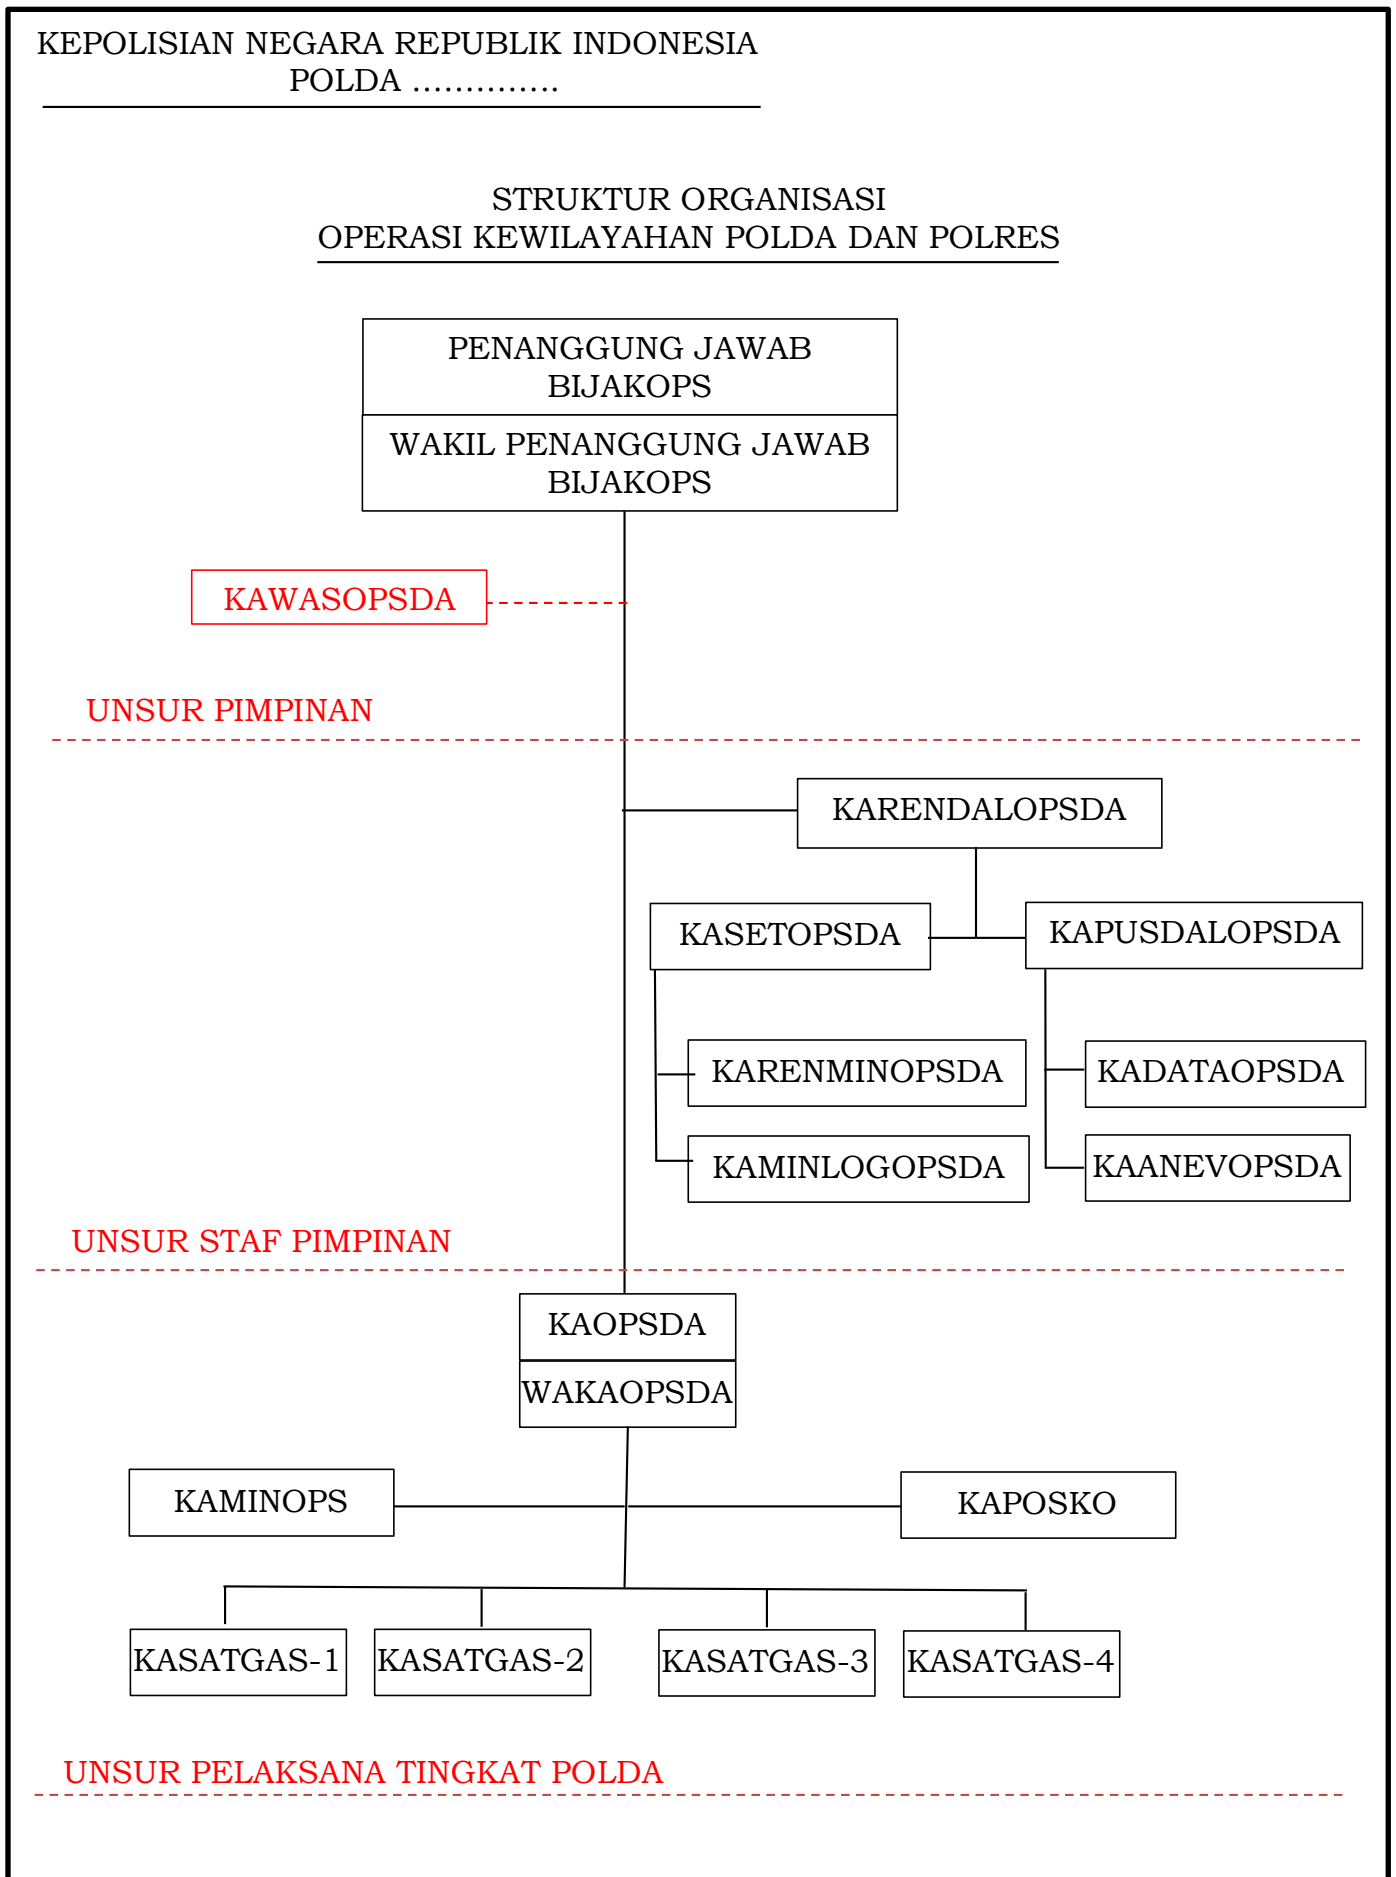 KEPOLISIAN NEGARA REPUBLIK INDONESIA
POLDA ..............
STRUKTUR ORGANISASI
OPERASI KEWILAYAHAN POLDA DAN POLRES
PENANGGUNG JAWAB
BIJAKOPS
WAKIL PENANGGUNG JAWAB
BIJAKOPS
KAWASOPSDA
UNSUR PIMPINAN
KARENDALOPSDA
KASETOPSDA
KAPUSDALOPSDA
KARENMINOPSDA
KADATAOPSDA
KAMINLOGOPSDA
KAANEVOPSDA
UNSUR STAF PIMPINAN
KAOPSDA
WAKAOPSDA
KAMINOPS
KAPOSKO
KASATGAS-1
KASATGAS-2
KASATGAS-3
KASATGAS-4
UNSUR PELAKSANA TINGKAT POLDA